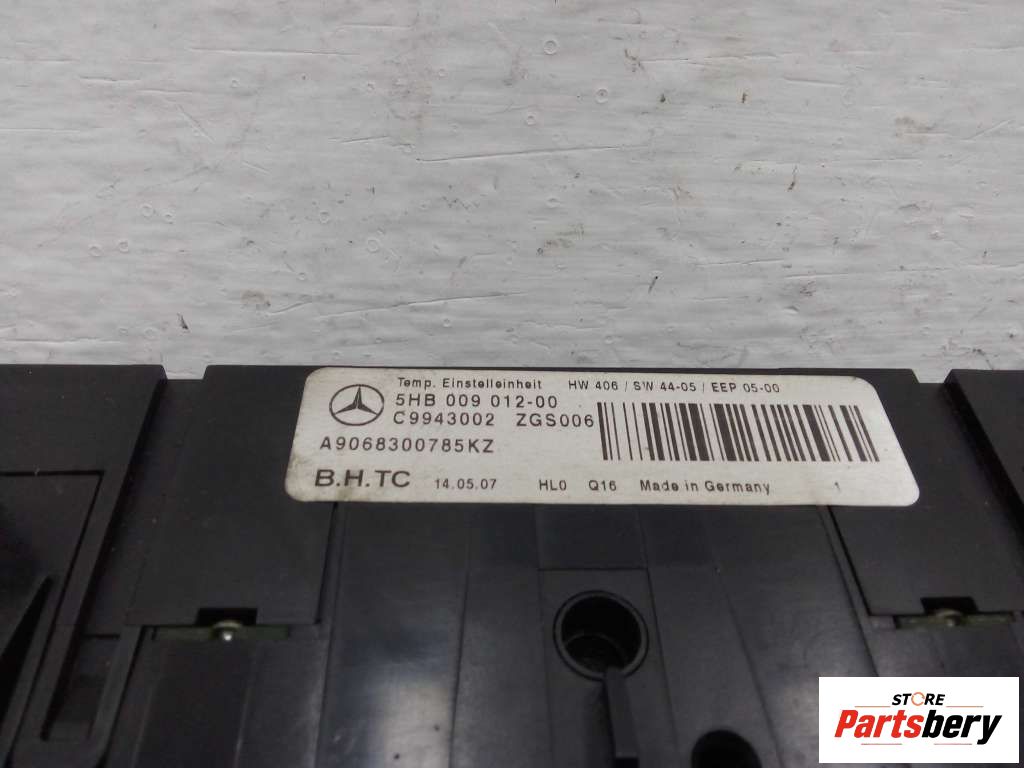 Temp. Einstelleinheit HW 406 / SW 44-05 / EEP 05-00
5HB 009 012-00
C9943002 ZGS006
A9068300785KZ
B.H.TC 14.05.07 HL0 Q16 Made in Germany 1
STORE
Partsbery